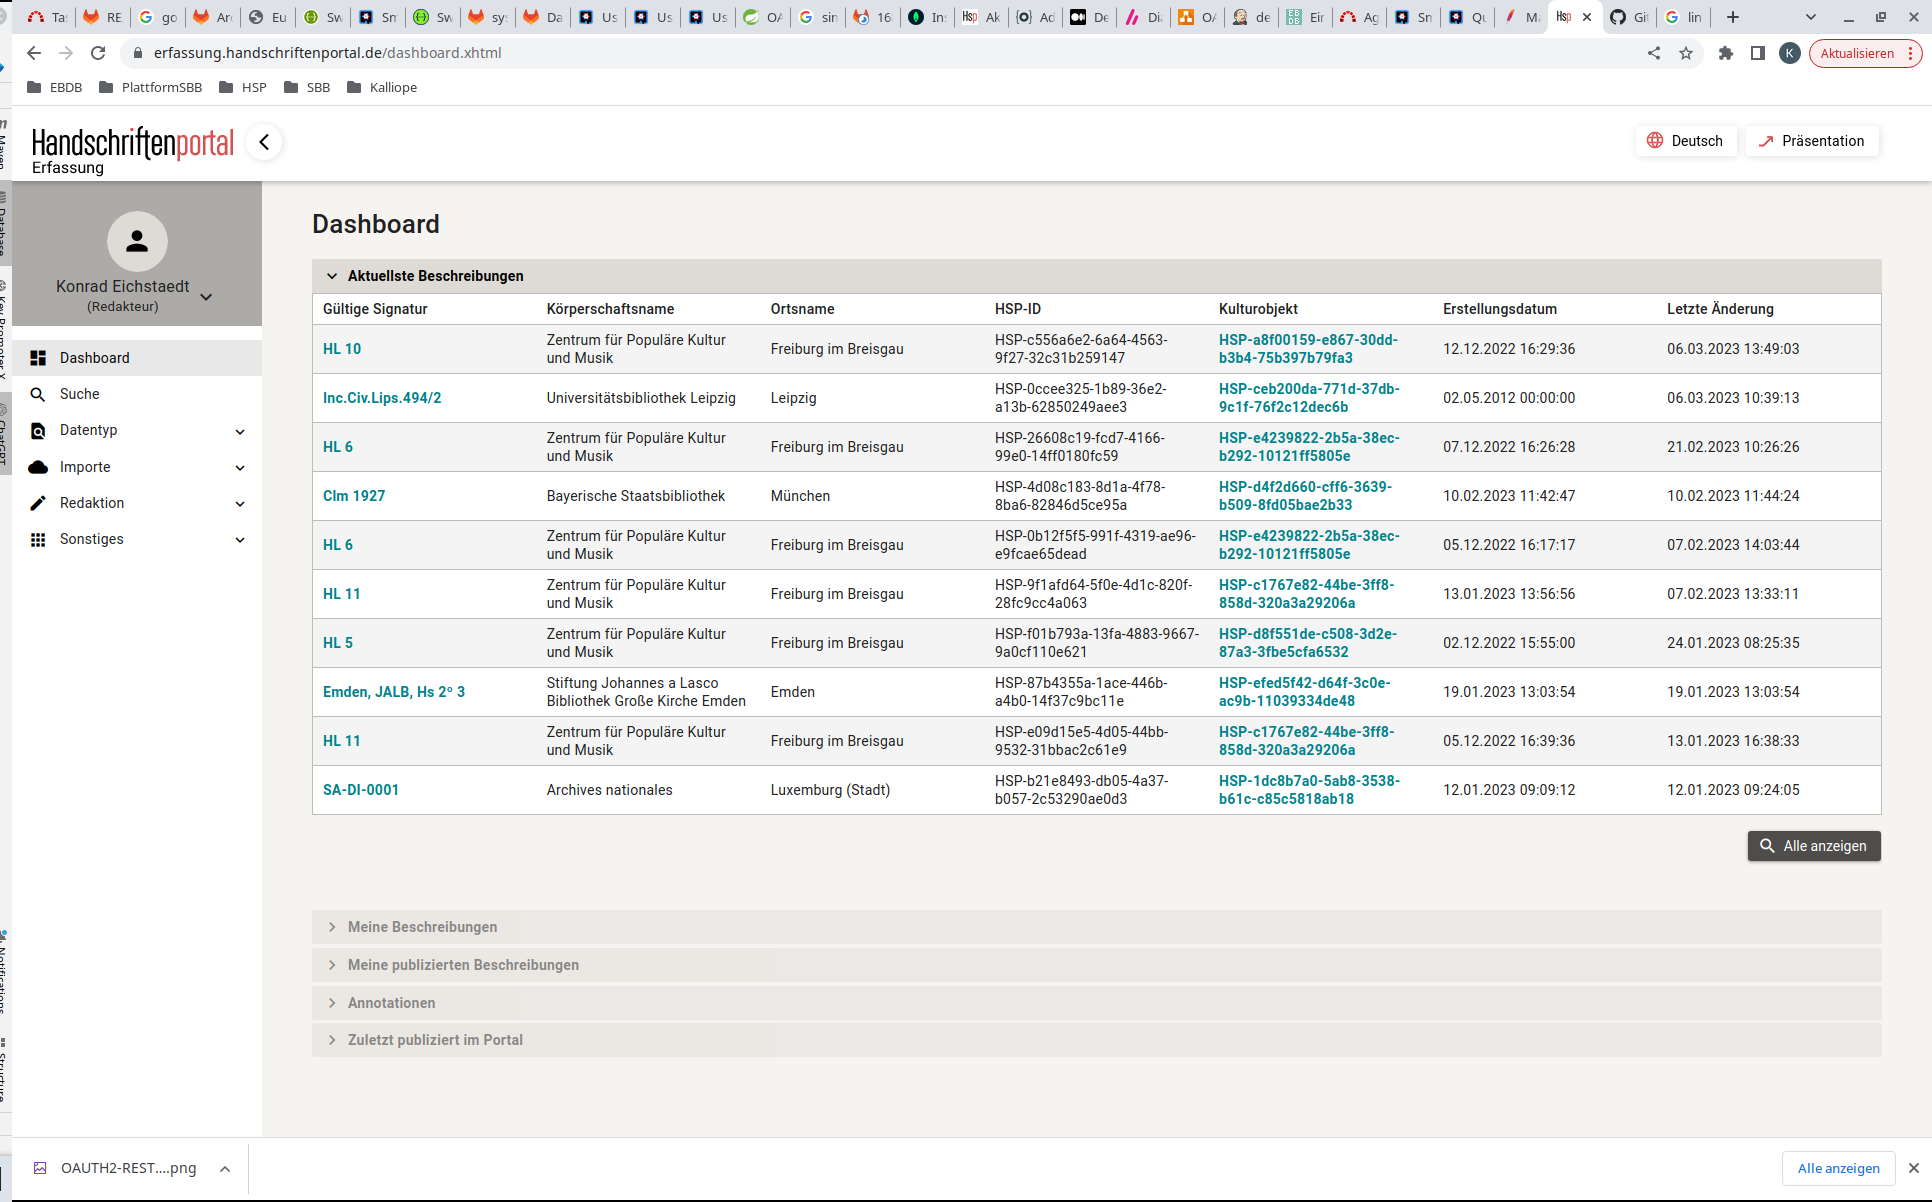 Ta
RE
go
Ar
Eu
Sw
Sm
Sw
sy
Da
Us
Us
Us
OA
sin
16
In
Hsp Ak
Ad
De
Di
OA
de
EB DB Ein
Ag
Sm
Qu
Ma
Hsp
Git
lin
erfassung.handschriftenportal.de/dashboard.xhtml
K
Aktualisieren
EBDB
PlattformSBB
HSP
SBB
Kalliope
Handschriftenportal
Erfassung
Deutsch
Präsentation
Maven
Database
Key Promoter X
ChatGPT
Notifications
Structure
Konrad Eichstaedt
(Redakteur)
Dashboard
Suche
Datentyp
Importe
Redaktion
Sonstiges
Dashboard
Aktuellste Beschreibungen
Gültige Signatur Körperschaftsname Ortsname HSP-ID Kulturobjekt Erstellungsdatum Letzte Änderung
HL 10 Zentrum für Populäre Kultur und Musik Freiburg im Breisgau HSP-c556a6e2-6a64-4563-9f27-32c31b259147 HSP-a8f00159-e867-30dd-b3b4-75b397b79fa3 12.12.2022 16:29:36 06.03.2023 13:49:03
Inc.Civ.Lips.494/2 Universitätsbibliothek Leipzig Leipzig HSP-0ccee325-1b89-36e2-a13b-62850249aee3 HSP-ceb200da-771d-37db-9c1f-76f2c12dec6b 02.05.2012 00:00:00 06.03.2023 10:39:13
HL 6 Zentrum für Populäre Kultur und Musik Freiburg im Breisgau HSP-26608c19-fcd7-4166-99e0-14ff0180fc59 HSP-e4239822-2b5a-38ec-b292-10121ff5805e 07.12.2022 16:26:28 21.02.2023 10:26:26
Clm 1927 Bayerische Staatsbibliothek München HSP-4d08c183-8d1a-4f78-8ba6-82846d5ce95a HSP-d4f2d660-cff6-3639-b509-8fd05bae2b33 10.02.2023 11:42:47 10.02.2023 11:44:24
HL 6 Zentrum für Populäre Kultur und Musik Freiburg im Breisgau HSP-0b12f5f5-991f-4319-ae96-e9fcae65dead HSP-e4239822-2b5a-38ec-b292-10121ff5805e 05.12.2022 16:17:17 07.02.2023 14:03:44
HL 11 Zentrum für Populäre Kultur und Musik Freiburg im Breisgau HSP-9f1afd64-5f0e-4d1c-820f-28fc9cc4a063 HSP-c1767e82-44be-3ff8-858d-320a3a29206a 13.01.2023 13:56:56 07.02.2023 13:33:11
HL 5 Zentrum für Populäre Kultur und Musik Freiburg im Breisgau HSP-f01b793a-13fa-4883-9667-9a0cf110e621 HSP-d8f551de-c508-3d2e-87a3-3fbe5cfa6532 02.12.2022 15:55:00 24.01.2023 08:25:35
Emden, JALB, Hs 2º 3 Stiftung Johannes a Lasco Bibliothek Große Kirche Emden Emden HSP-87b4355a-1ace-446b-a4b0-14f37c9bc11e HSP-efed5f42-d64f-3c0e-ac9b-11039334de48 19.01.2023 13:03:54 19.01.2023 13:03:54
HL 11 Zentrum für Populäre Kultur und Musik Freiburg im Breisgau HSP-e09d15e5-4d05-44bb-9532-31bbac2c61e9 HSP-c1767e82-44be-3ff8-858d-320a3a29206a 05.12.2022 16:39:36 13.01.2023 16:38:33
SA-DI-0001 Archives nationales Luxemburg (Stadt) HSP-b21e8493-db05-4a37-b057-2c53290ae0d3 HSP-1dc8b7a0-5ab8-3538-b61c-c85c5818ab18 12.01.2023 09:09:12 12.01.2023 09:24:05
Alle anzeigen
Meine Beschreibungen
Meine publizierten Beschreibungen
Annotationen
Zuletzt publiziert im Portal
OAUTH2-REST....png
Alle anzeigen